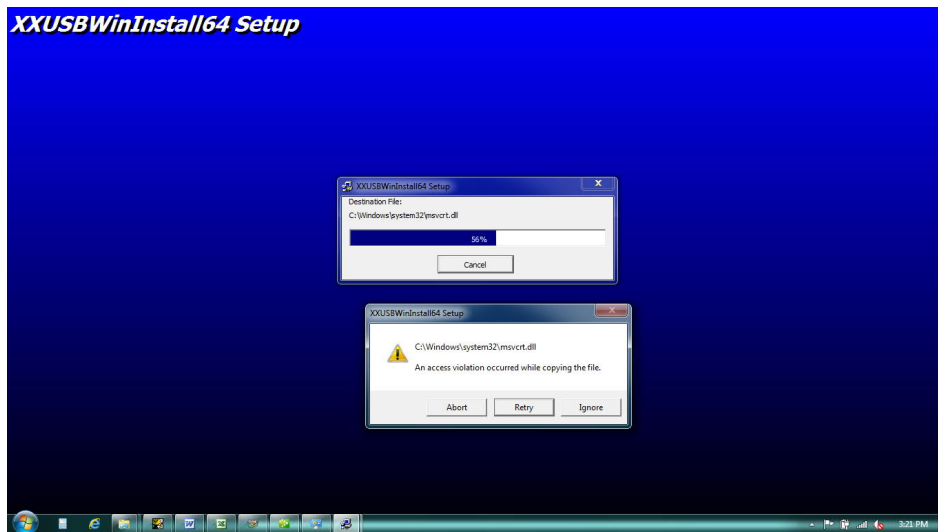 XXUSBWinInstall64 Setup
XXUSBWinInstall64 Setup
Destination File:
C:\Windows\system32\msvcrt.dll
56%
Cancel
XXUSBWinInstall64 Setup
C:\Windows\system32\msvcrt.dll
An access violation occurred while copying the file.
Abort
Retry
Ignore
3:21 PM